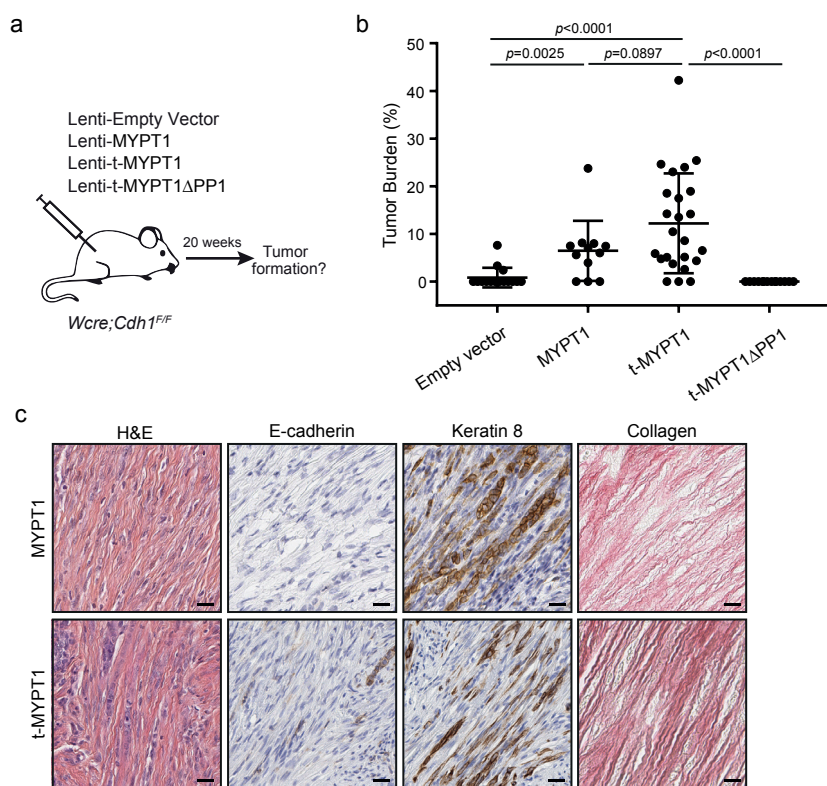 a
Lenti-Empty Vector
Lenti-MYPT1
Lenti-t-MYPT1
Lenti-t-MYPT1ΔPP1
20 weeks
Tumor
formation?
Wcre;Cdh1F/F
b
p<0.0001
p=0.0025 p=0.0897 p<0.0001
Tumor Burden (%)
50
40
30
20
10
0
Empty vector
MYPT1
t-MYPT1
t-MYPT1ΔPP1
c
H&E E-cadherin Keratin 8 Collagen
MYPT1
t-MYPT1